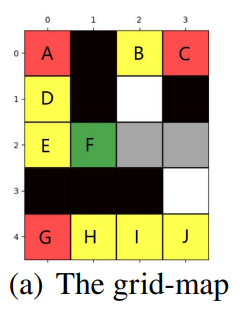 0 1 2 3
0 A B C
1 D
2 E F
3
4 G H I J
(a) The grid-map